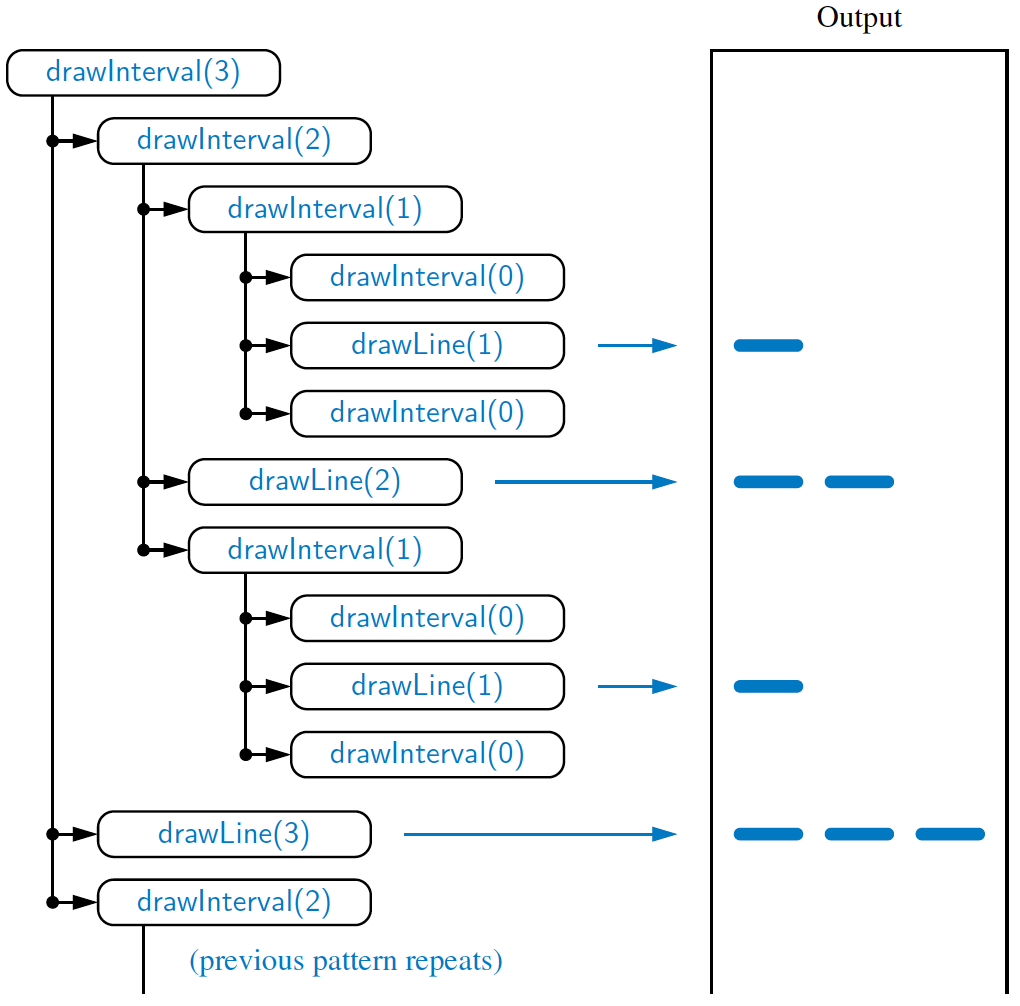 Output
drawInterval(3)
drawInterval(2)
drawInterval(1)
drawInterval(0)
drawLine(1)
drawInterval(0)
drawLine(2)
drawInterval(1)
drawInterval(0)
drawLine(1)
drawInterval(0)
drawLine(3)
drawInterval(2)
(previous pattern repeats)